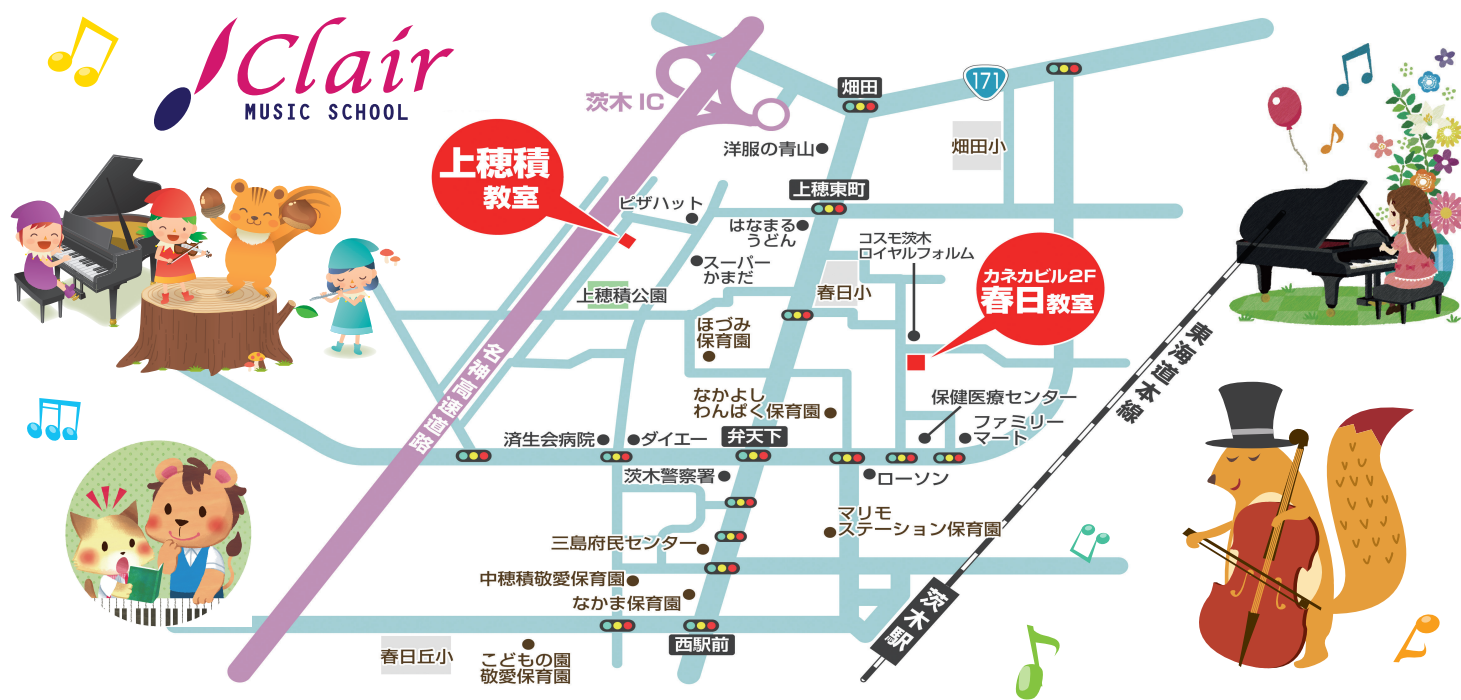 Clair
MUSIC SCHOOL
茨木IC
畑田
171
洋服の青山
畑田小
上穂積
教室
上穂東町
ピザハット
はなまる
うどん
コスモ茨木
ロイヤルフォルム
スーパー
かまだ
カネカビル2F
春日教室
上穂積公園
春日小
ほづみ
保育園
名神高速道路
東海道本線
なかよし
わんぱく保育園
保健医療センター
ファミリー
マート
済生会病院
ダイエー
弁天下
茨木警察署
ローソン
マリモ
ステーション保育園
三島府民センター
中穂積敬愛保育園
なかま保育園
茨木駅
西駅前
春日丘小
こどもの園
敬愛保育園